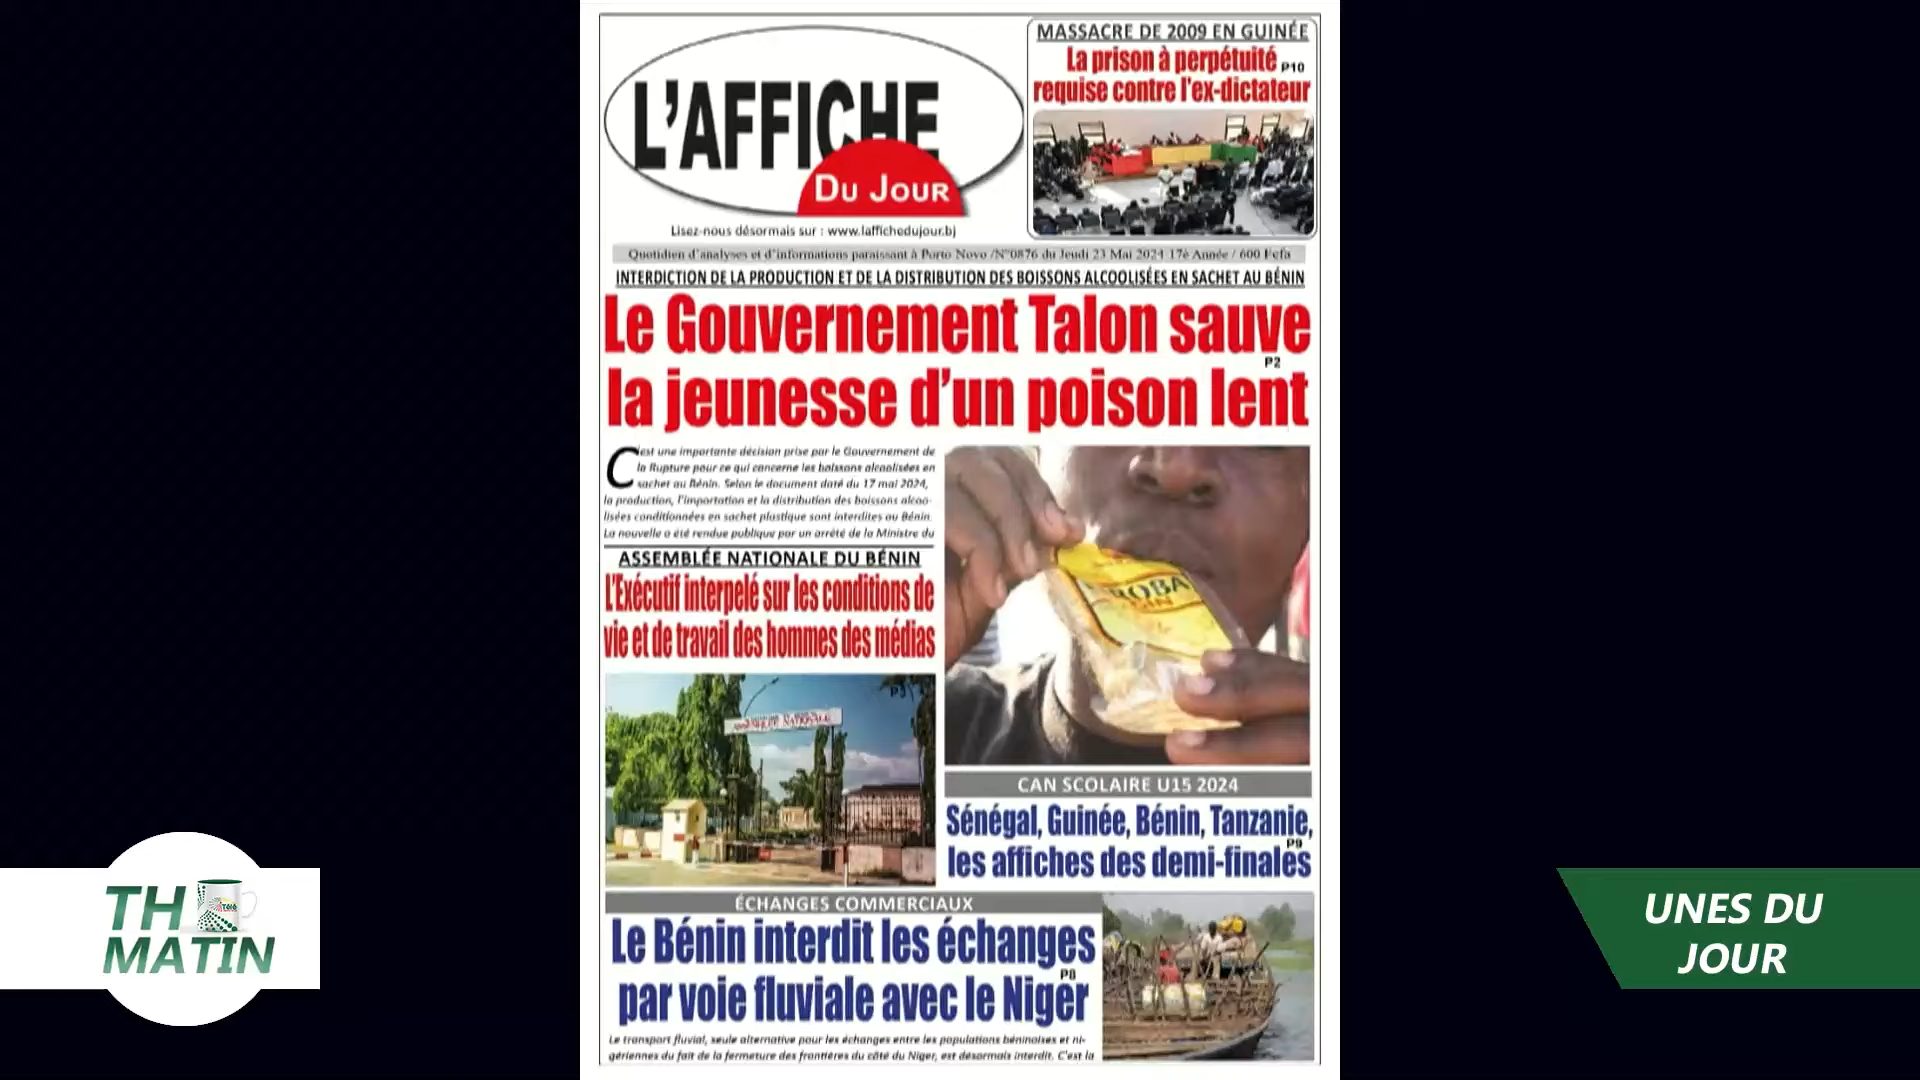 L'AFFICHE
DU JOUR
Lisez-nous désormais sur : www.laffichedujour.bj
MASSACRE DE 2009 EN GUINÉE
La prison à perpétuité P10
requise contre l'ex-dictateur
Quotidien d'analyses et d'informations paraissant à Porto Novo /N°0876 du Jeudi 23 Mai 2024 17è Année / 600 Fcfa
INTERDICTION DE LA PRODUCTION ET DE LA DISTRIBUTION DES BOISSONS ALCOOLISÉES EN SACHET AU BÉNIN
Le Gouvernement Talon sauve
P2
la jeunesse d'un poison lent
C'est une importante décision prise par le Gouvernement de
la Rupture pour ce qui concerne les boissons alcoolisées en
sachet au Bénin. Selon le document daté du 17 mai 2024,
la production, l'importation et la distribution des boissons alcoo-
lisées conditionnées en sachet plastique sont interdites au Bénin.
La nouvelle a été rendue publique par un arrêté de la Ministre du
ASSEMBLÉE NATIONALE DU BÉNIN
L'Exécutif interpelé sur les conditions de
vie et de travail des hommes des médias
P3
ASSEMBLEE NATIONALE
CAN SCOLAIRE U15 2024
Sénégal, Guinée, Bénin, Tanzanie,
P9
les affiches des demi-finales
ÉCHANGES COMMERCIAUX
Le Bénin interdit les échanges
P8
par voie fluviale avec le Niger
Le transport fluvial, seule alternative pour les échanges entre les populations béninoises et ni-
gériennes du fait de la fermeture des frontières du côté du Niger, est désormais interdit. C'est la
TH
MATIN
UNES DU
JOUR